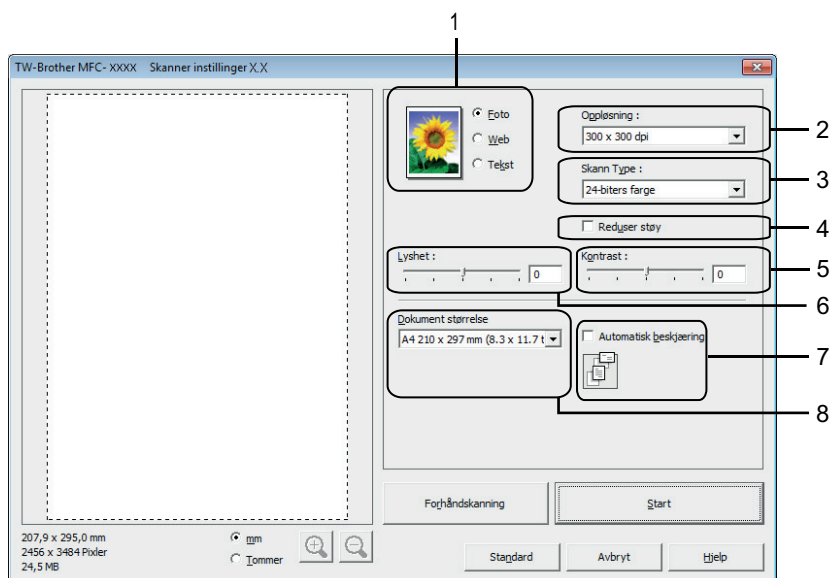 1
TW-Brother MFC- XXXX Skanner instillinger X.X
Foto
Web
Tekst
Oppløsning :
300 x 300 dpi
2
Skann Type :
24-biters farge
3
Reduser støy
4
Lyshet :
0
Kontrast :
0
5
6
Dokument størrelse
A4 210 x 297 mm (8.3 x 11.7 t
Automatisk beskjæring
7
8
Forhåndskanning
Start
207,9 x 295,0 mm
2456 x 3484 Pixler
24,5 MB
mm
Tommer
Standard
Avbryt
Hjelp